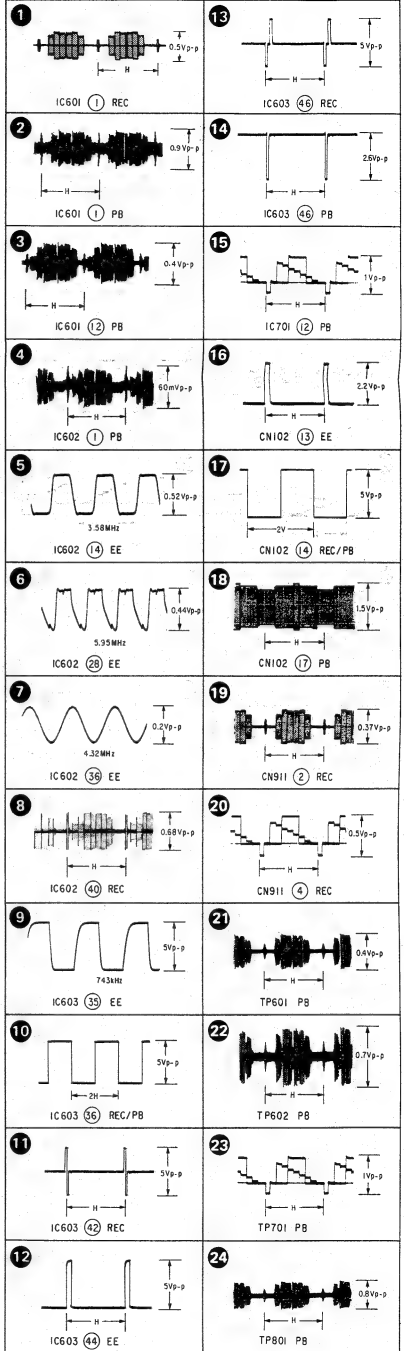 1
0.5Vp-p
H
IC601 1 REC
2
0.9Vp-p
H
IC601 1 PB
3
0.4Vp-p
H
IC601 12 PB
4
60mVp-p
H
IC602 1 PB
5
0.52Vp-p
3.58MHz
IC602 14 EE
6
0.44Vp-p
5.95MHz
IC602 28 EE
7
0.2Vp-p
4.32MHz
IC602 36 EE
8
0.68Vp-p
H
IC602 40 REC
9
5Vp-p
743kHz
IC603 35 EE
10
5Vp-p
2H
IC603 36 REC/PB
11
5Vp-p
H
IC603 42 REC
12
5Vp-p
H
IC603 44 EE
13
5Vp-p
H
IC603 46 REC
14
2.6Vp-p
H
IC603 46 PB
15
1Vp-p
H
IC701 12 PB
16
2.2Vp-p
H
CN102 13 EE
17
5Vp-p
2V
CN102 14 REC/PB
18
1.5Vp-p
H
CN102 17 PB
19
0.37Vp-p
H
CN911 2 REC
20
0.5Vp-p
H
CN911 4 REC
21
0.4Vp-p
H
TP601 PB
22
0.7Vp-p
H
TP602 PB
23
1Vp-p
H
TP701 PB
24
0.8Vp-p
H
TP801 PB